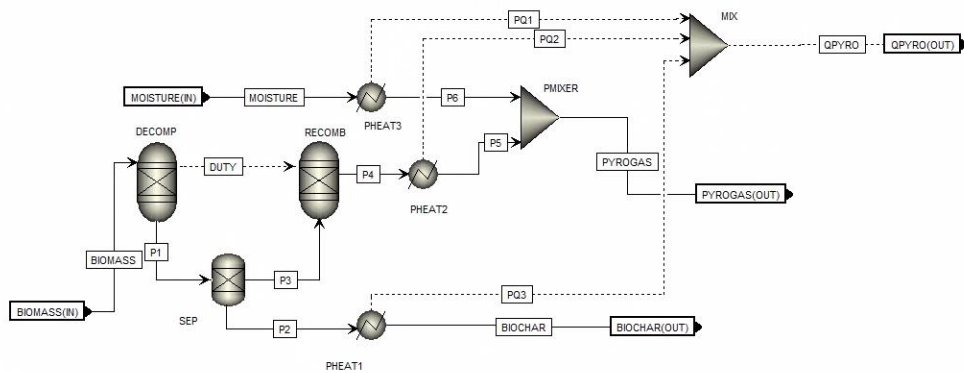 PQ1
MIX
PQ2
QPYRO
QPYRO(OUT)
MOISTURE(IN)
MOISTURE
P6
PMIXER
PHEAT3
DECOMP
RECOMB
P5
DUTY
P4
PYROGAS
PYROGAS(OUT)
PHEAT2
P1
BIOMASS
P3
PQ3
BIOMASS(IN)
SEP
P2
BIOCHAR
BIOCHAR(OUT)
PHEAT1